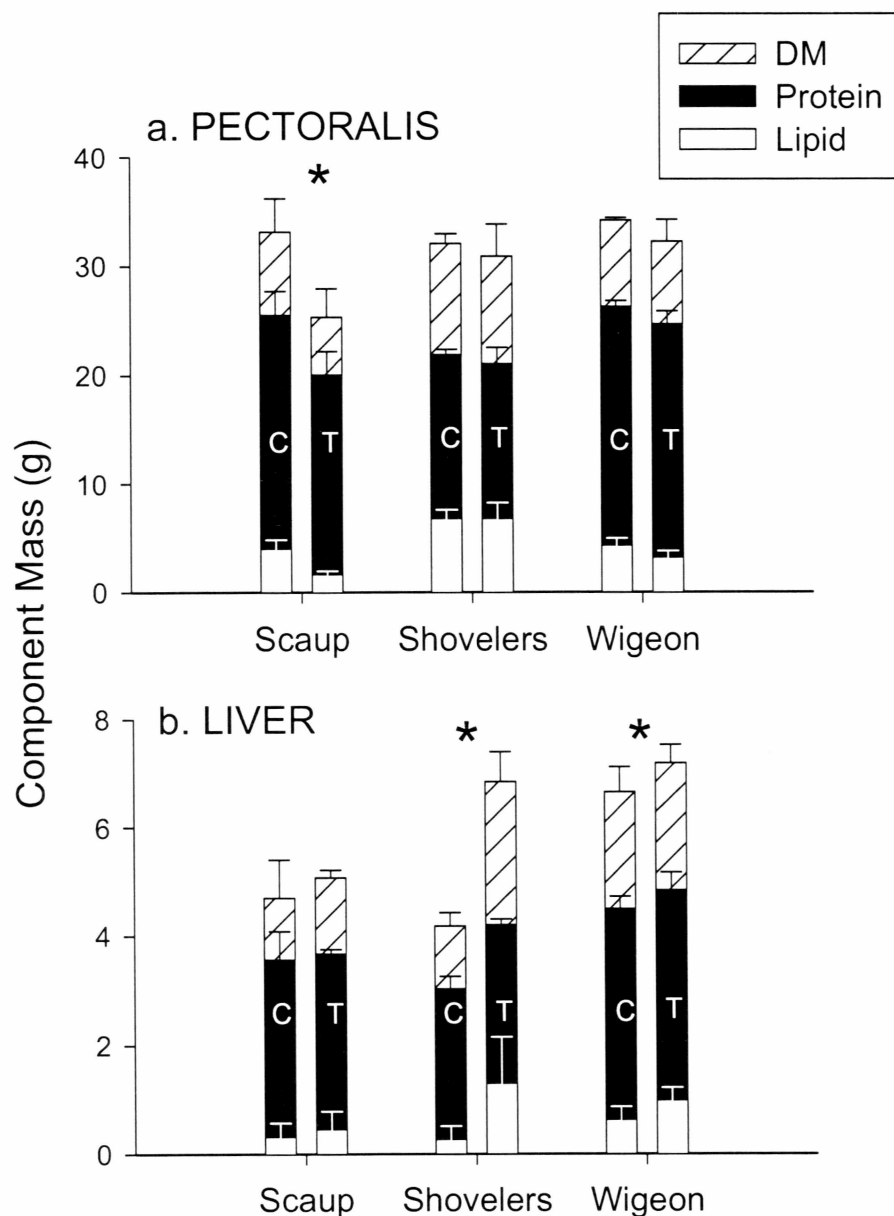 DM
Protein
Lipid
a. PECTORALIS
*
40
30
20
10
0
C
T
C
T
C
T
Scaup
Shovelers
Wigeon
Component Mass (g)
b. LIVER
*
*
8
6
4
2
0
C
T
C
T
C
T
Scaup
Shovelers
Wigeon